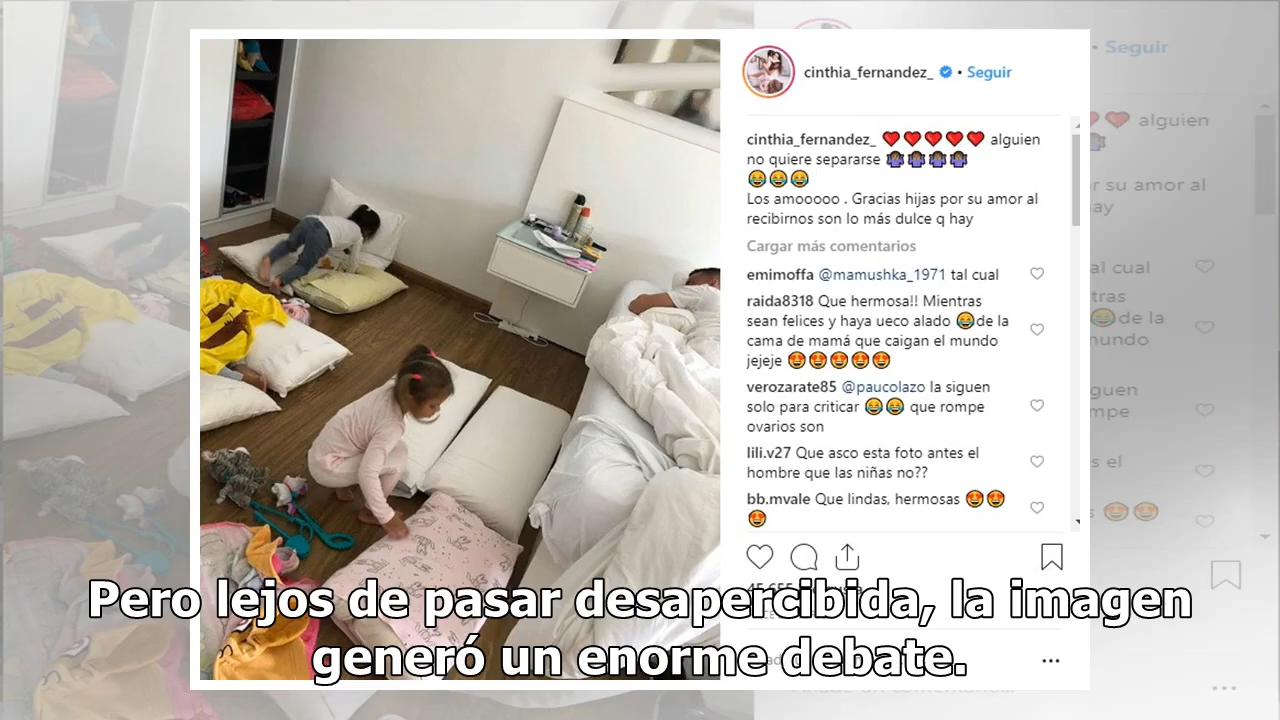 cinthia_fernandez_ • Seguir
cinthia_fernandez_ ❤️❤️❤️❤️❤️ alguien
no quiere separarse 🤷🏽‍♀️🤷🏽‍♀️🤷🏽‍♀️🤷🏽‍♀️
😂😂😂
Los amooooo . Gracias hijas por su amor al
recibirnos son lo más dulce q hay
Cargar más comentarios
emimoffa @mamushka_1971 tal cual
raida8318 Que hermosa!! Mientras
sean felices y haya ueco alado 😂de la
cama de mamá que caigan el mundo
jejeje 😍😍😍😍😍
verozarate85 @paucolazo la siguen
solo para criticar 😂😂 que rompe
ovarios son
lili.v27 Que asco esta foto antes el
hombre que las niñas no??
bb.mvale Que lindas, hermosas 😍😍
😍
Pero lejos de pasar desapercibida, la imagen
generó un enorme debate.